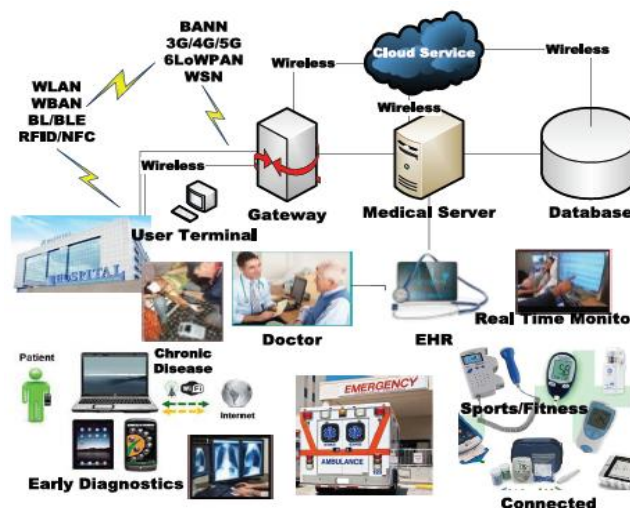 BANN
3G/4G/5G
6LoWPAN
WSN
WLAN
WBAN
BL/BLE
RFID/NFC
Wireless
Cloud Service
Wireless
Wireless
Wireless
Gateway
Medical Server
Database
User Terminal
HOSPITAL
Doctor
EHR
Real Time Monito
Patient
Chronic
Disease
WiFi
Internet
EMERGENCY
AMBULANCE
Sports/Fitness
Early Diagnostics
Connected